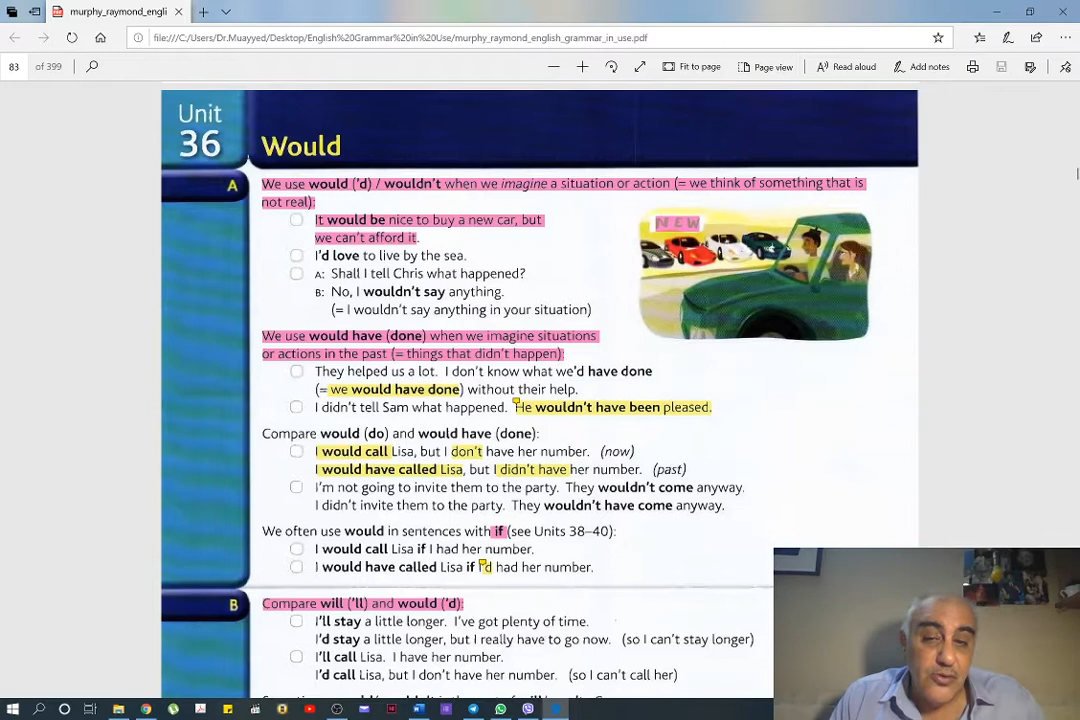 murphy_raymond_engli
file:///C:/Users/Dr.Muayyed/Desktop/English%20Grammar%20in%20Use/murphy_raymond_english_grammar_in_use.pdf
83 of 399
Fit to page
Page view
Read aloud
Add notes
Unit
36
Would
A
We use would ('d) / wouldn't when we imagine a situation or action (= we think of something that is
not real):
It would be nice to buy a new car, but
we can't afford it.
I'd love to live by the sea.
A: Shall I tell Chris what happened?
B: No, I wouldn't say anything.
(= I wouldn't say anything in your situation)
NEW
We use would have (done) when we imagine situations
or actions in the past (= things that didn't happen):
They helped us a lot. I don't know what we'd have done
(= we would have done) without their help.
I didn't tell Sam what happened. He wouldn't have been pleased.
Compare would (do) and would have (done):
I would call Lisa, but I don't have her number. (now)
I would have called Lisa, but I didn't have her number. (past)
I'm not going to invite them to the party. They wouldn't come anyway.
I didn't invite them to the party. They wouldn't have come anyway.
We often use would in sentences with if (see Units 38–40):
I would call Lisa if I had her number.
I would have called Lisa if I'd had her number.
B
Compare will ('ll) and would ('d):
I'll stay a little longer. I've got plenty of time.
I'd stay a little longer, but I really have to go now. (so I can't stay longer)
I'll call Lisa. I have her number.
I'd call Lisa, but I don't have her number. (so I can't call her)